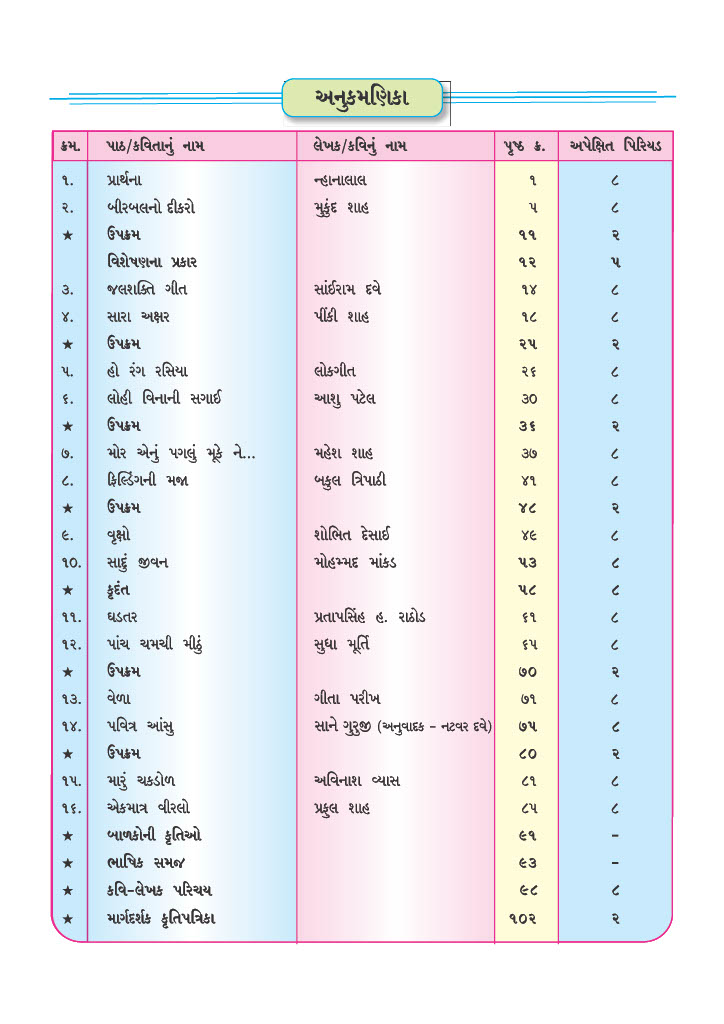 અનુક્રમણિકા
ક્રમ. પાઠ/કવિતાનું નામ લેખક/કવિનું નામ પૃષ્ઠ ક્ર. અપેક્ષિત પિરિયડ
૧. પ્રાર્થના ન્હાનાલાલ ૧ ૮
૨. બીરબલનો દીકરો મુકુંદ શાહ ૫ ૮
★ ઉપક્રમ ૧૧ ૨
વિશેષણના પ્રકાર ૧૨ ૫
૩. જલશક્તિ ગીત સાંઈરામ દવે ૧૪ ૮
૪. સારા અક્ષર પીંકી શાહ ૧૮ ૮
★ ઉપક્રમ ૨૫ ૨
૫. હો રંગ રસિયા લોકગીત ૨૬ ૮
૬. લોહી વિનાની સગાઈ આશુ પટેલ ૩૦ ૮
★ ઉપક્રમ ૩૬ ૨
૭. મોર એનું પગલું મૂકે ને... મહેશ શાહ ૩૭ ૮
૮. ફિલ્ડિંગની મજા બકુલ ત્રિપાઠી ૪૧ ૮
★ ઉપક્રમ ૪૮ ૨
૯. વૃક્ષો શોભિત દેસાઈ ૪૯ ૮
૧૦. સાદું જીવન મોહમ્મદ માંકડ ૫૩ ૮
★ કૃદંત ૫૮ ૮
૧૧. ઘડતર પ્રતાપસિંહ હ. રાઠોડ ૬૧ ૮
૧૨. પાંચ ચમચી મીઠું સુધા મૂર્તિ ૬૫ ૮
★ ઉપક્રમ ૭૦ ૨
૧૩. વેળા ગીતા પરીખ ૭૧ ૮
૧૪. પવિત્ર આંસુ સાને ગુરુજી (અનુવાદક - નટવર દવે) ૭૫ ૮
★ ઉપક્રમ ૮૦ ૨
૧૫. મારું ચકડોળ અવિનાશ વ્યાસ ૮૧ ૮
૧૬. એકમાત્ર વીરલો પ્રફુલ શાહ ૮૫ ૮
★ બાળકોની કૃતિઓ ૯૧ -
★ ભાષિક સમજ ૯૩ -
★ કવિ-લેખક પરિચય ૯૮ ૮
★ માર્ગદર્શક કૃતિપત્રિકા ૧૦૨ ૨